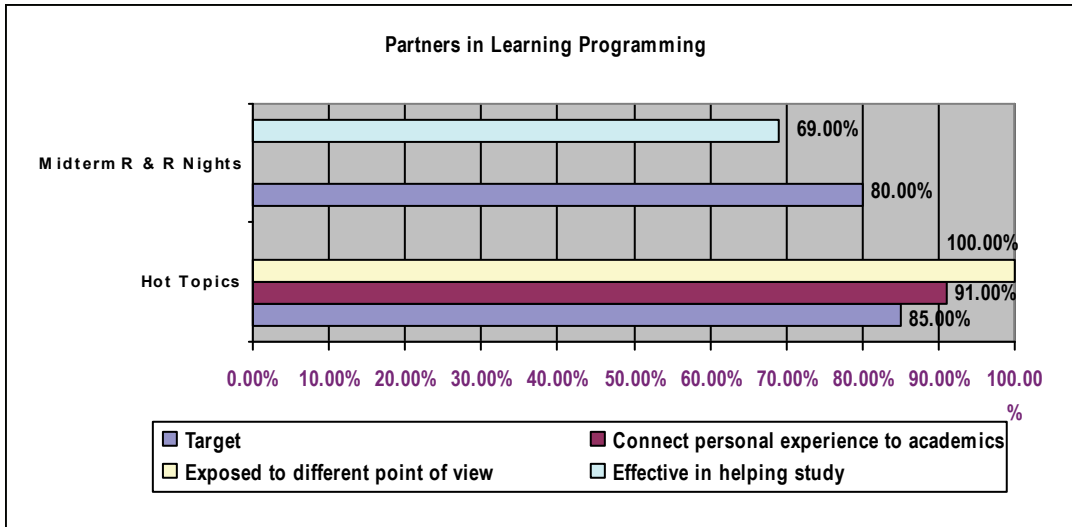 Partners in Learning Programming
69.00%
Midterm R & R Nights
80.00%
100.00%
Hot Topics
91.00%
85.00%
0.00% 10.00% 20.00% 30.00% 40.00% 50.00% 60.00% 70.00% 80.00% 90.00% 100.00
%
Target Connect personal experience to academics
Exposed to different point of view Effective in helping study